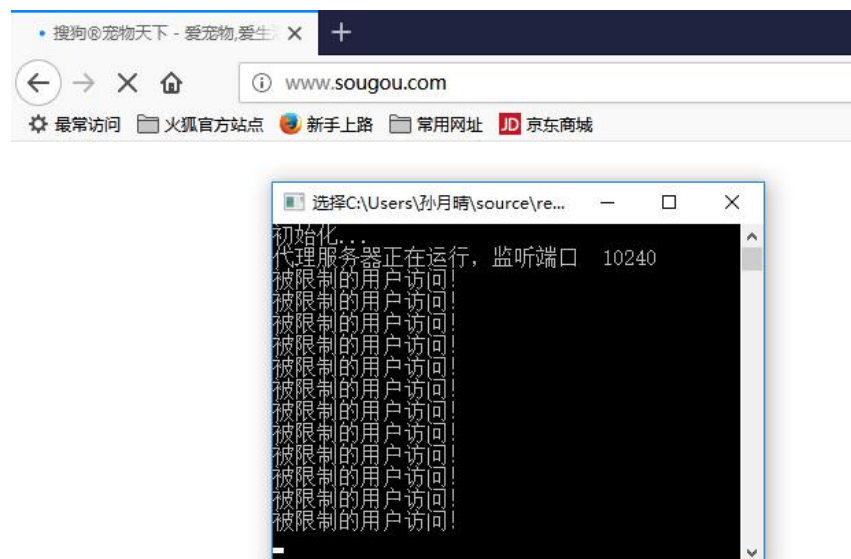 搜狗®宠物天下 - 爱宠物,爱生
www.sougou.com
最常访问 火狐官方站点 新手上路 常用网址 JD 京东商城
选择C:\Users\孙月晴\source\re...
初始化...
代理服务器正在运行，监听端口 10240
被限制的用户访问!
被限制的用户访问!
被限制的用户访问!
被限制的用户访问!
被限制的用户访问!
被限制的用户访问!
被限制的用户访问!
被限制的用户访问!
被限制的用户访问!
被限制的用户访问!
被限制的用户访问!
被限制的用户访问!